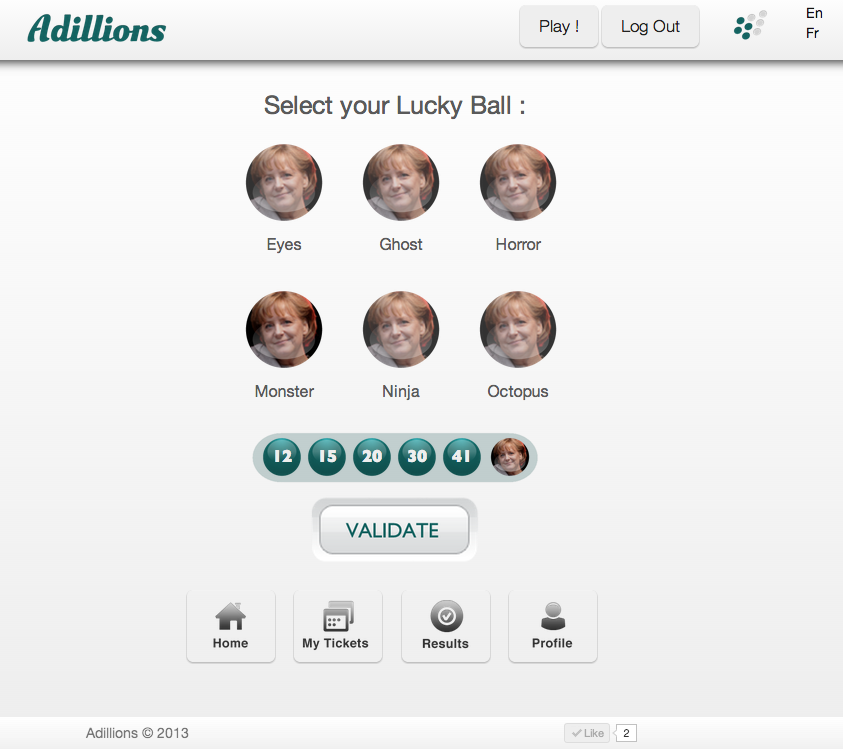 Adillions
Play !
Log Out
En
Fr
Select your Lucky Ball :
Eyes
Ghost
Horror
Monster
Ninja
Octopus
12 15 20 30 41
VALIDATE
Home
My Tickets
Results
Profile
Adillions © 2013
Like
2